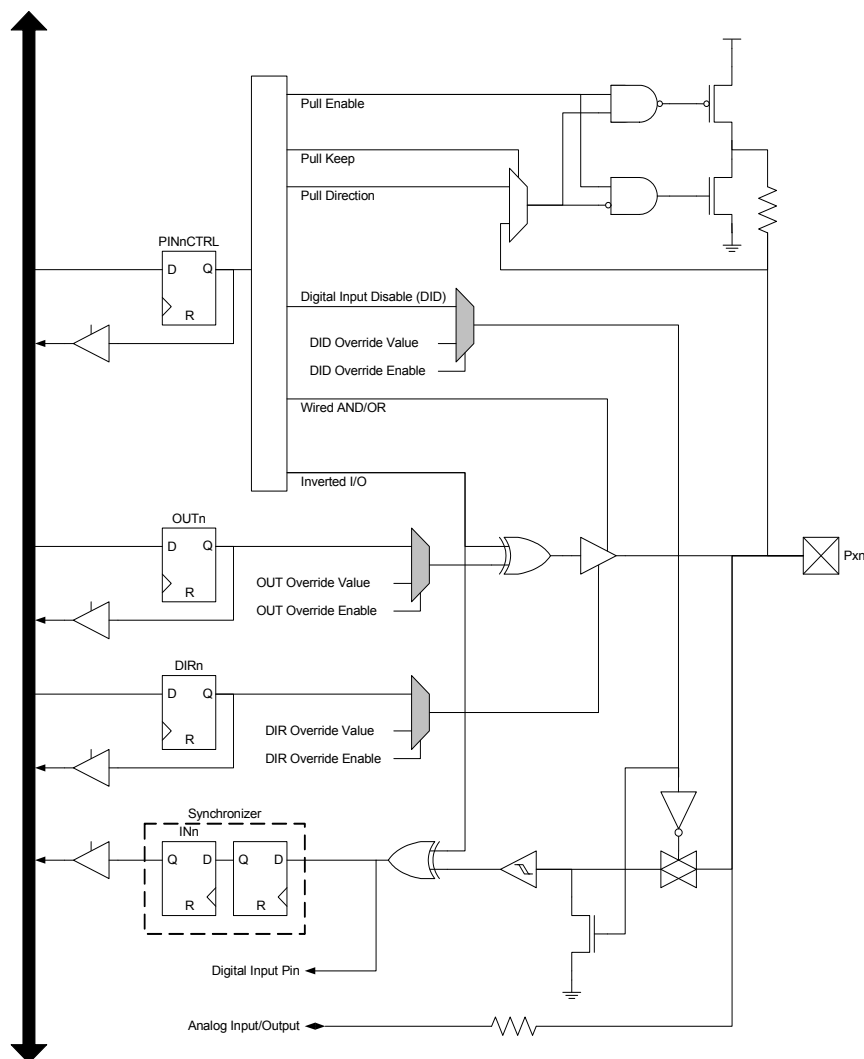 Pull Enable
Pull Keep
Pull Direction
PINnCTRL
D Q
R
Digital Input Disable (DID)
DID Override Value
DID Override Enable
Wired AND/OR
Inverted I/O
OUTn
D Q
R
OUT Override Value
OUT Override Enable
Pxn
DIRn
D Q
R
DIR Override Value
DIR Override Enable
Synchronizer
INn
Q D Q D
R R
Digital Input Pin
Analog Input/Output